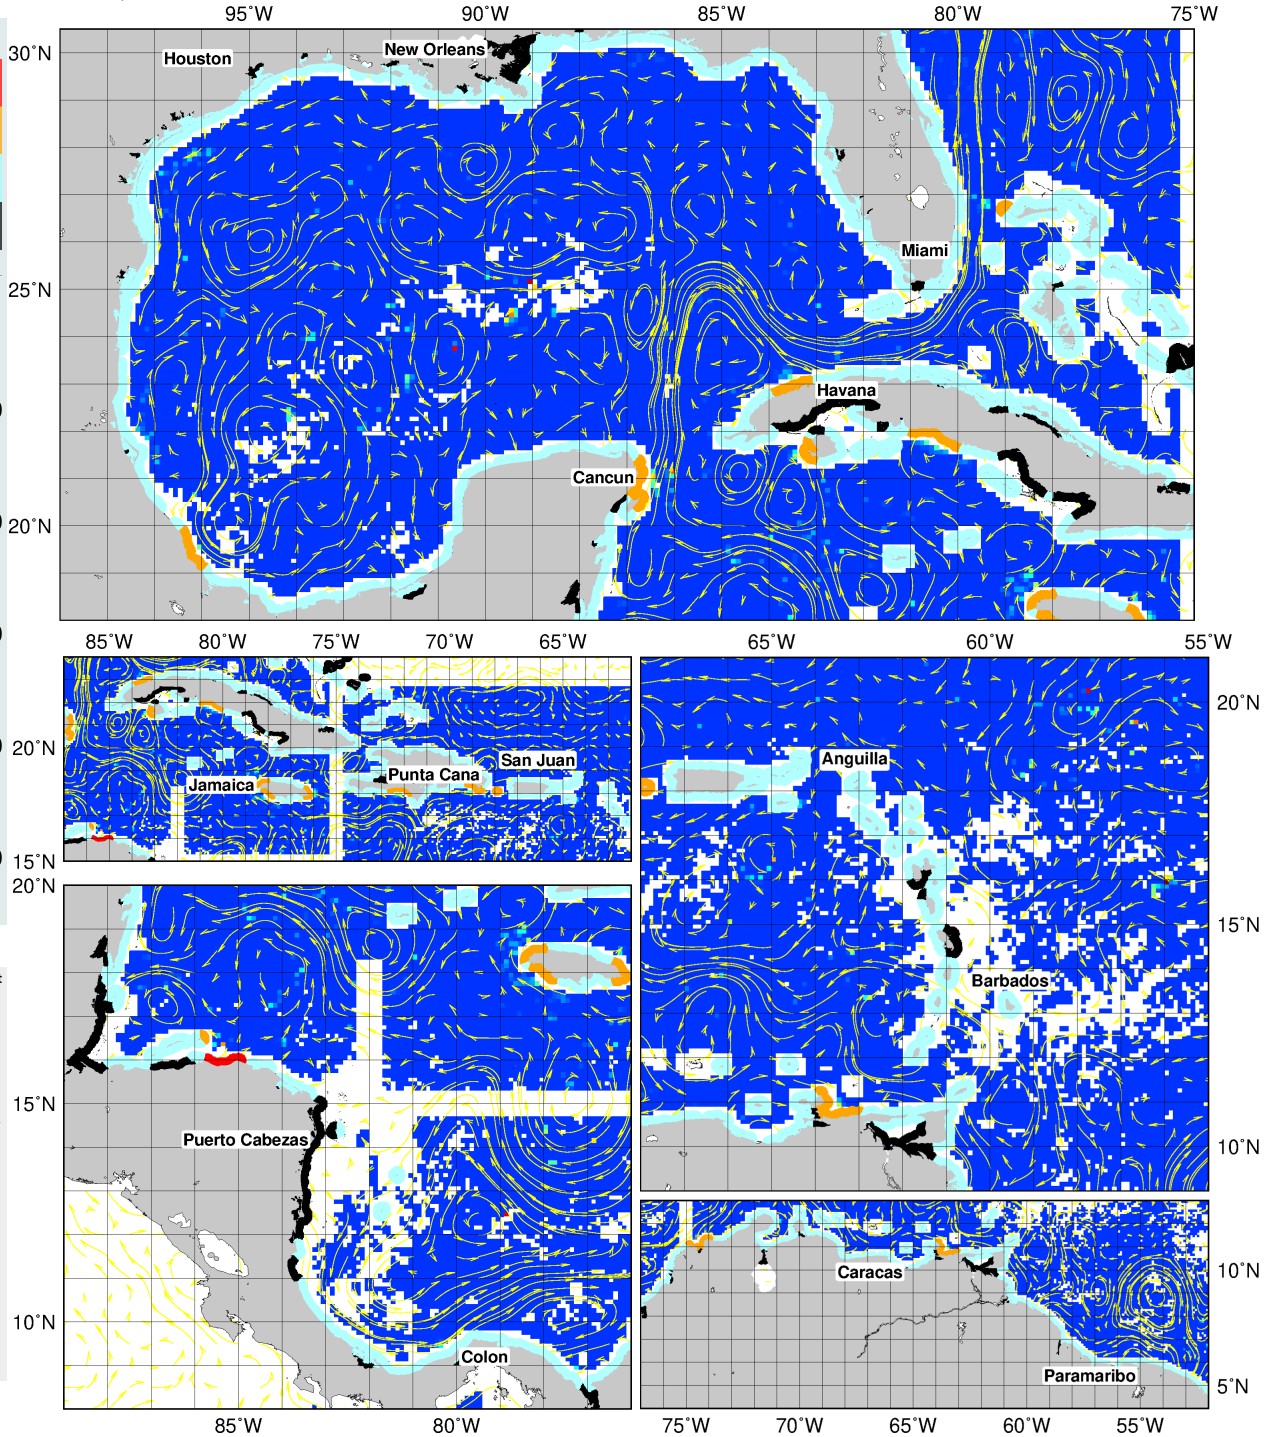 95°W 90°W 85°W 80°W 75°W
30°N
Houston
New Orleans
Miami
25°N
Havana
Cancun
20°N
85°W 80°W 75°W 70°W 65°W
65°W 60°W 55°W
20°N
San Juan
Punta Cana
Jamaica
15°N
Anguilla
20°N
15°N
Barbados
10°N
20°N
15°N
Puerto Cabezas
10°N
Colon
85°W 80°W
Caracas
10°N
Paramaribo
5°N
75°W 70°W 65°W 60°W 55°W